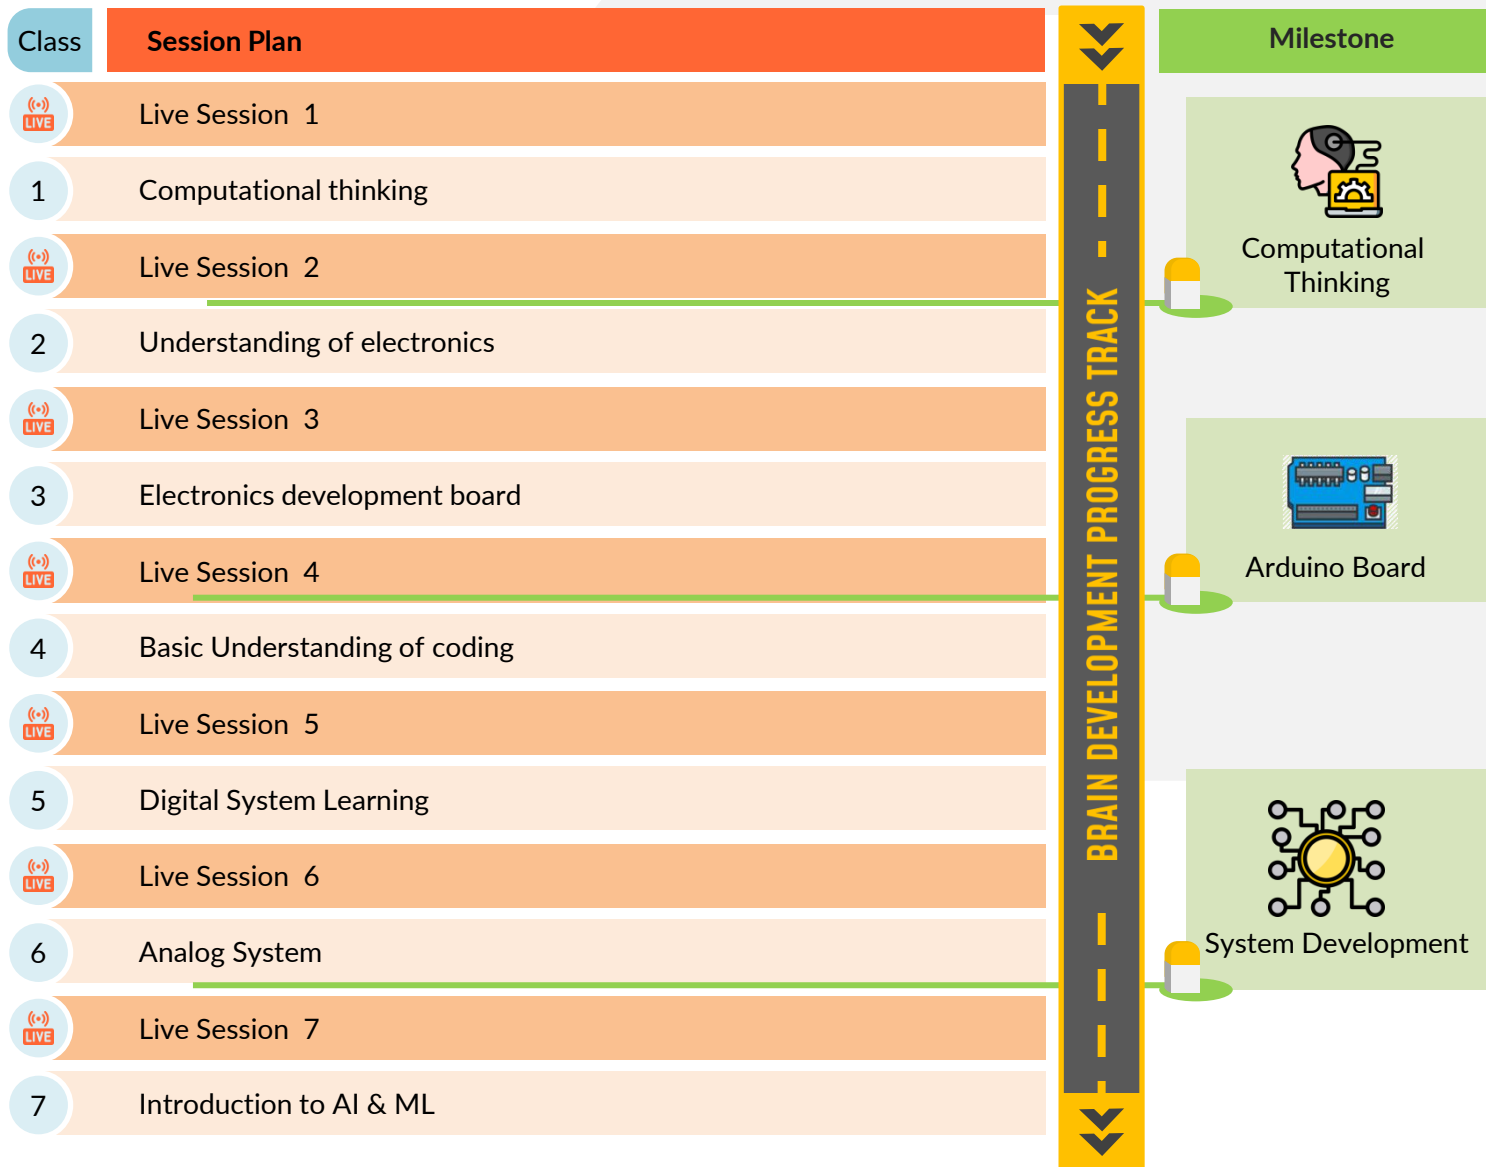 Class
Session Plan
Milestone
LIVE
Live Session 1
1
Computational thinking
LIVE
Live Session 2
Computational
Thinking
2
Understanding of electronics
LIVE
Live Session 3
3
Electronics development board
LIVE
Live Session 4
Arduino Board
4
Basic Understanding of coding
LIVE
Live Session 5
5
Digital System Learning
LIVE
Live Session 6
6
Analog System
System Development
LIVE
Live Session 7
7
Introduction to AI & ML
BRAIN DEVELOPMENT PROGRESS TRACK